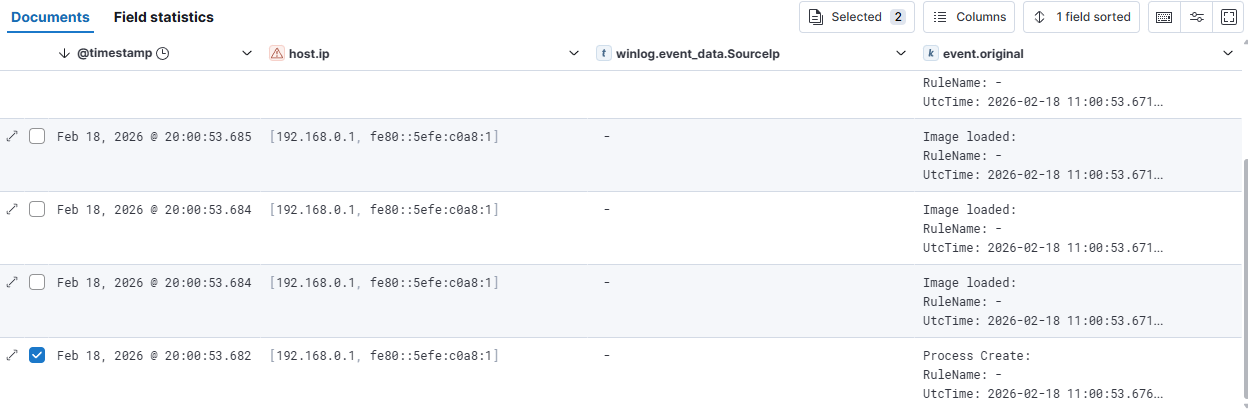 Documents Field statistics Selected 2 Columns 1 field sorted
@timestamp host.ip t winlog.event_data.SourceIp k event.original
RuleName: -
UtcTime: 2026-02-18 11:00:53.671...
Feb 18, 2026 @ 20:00:53.685 [192.168.0.1, fe80::5efe:c0a8:1] - Image loaded:
RuleName: -
UtcTime: 2026-02-18 11:00:53.671...
Feb 18, 2026 @ 20:00:53.684 [192.168.0.1, fe80::5efe:c0a8:1] - Image loaded:
RuleName: -
UtcTime: 2026-02-18 11:00:53.671...
Feb 18, 2026 @ 20:00:53.684 [192.168.0.1, fe80::5efe:c0a8:1] - Image loaded:
RuleName: -
UtcTime: 2026-02-18 11:00:53.671...
Feb 18, 2026 @ 20:00:53.682 [192.168.0.1, fe80::5efe:c0a8:1] - Process Create:
RuleName: -
UtcTime: 2026-02-18 11:00:53.676...